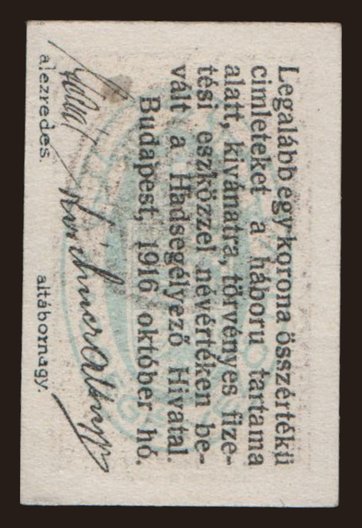 Legalább egy korona összértékü
cimleteket a háboru tartama
alatt, kivánatra, törvényes fize-
tési eszközzel névértéken be-
vált a Hadsegélyező Hivatal.
Budapest, 1916 október hó.
alezredes.
altábornagy.